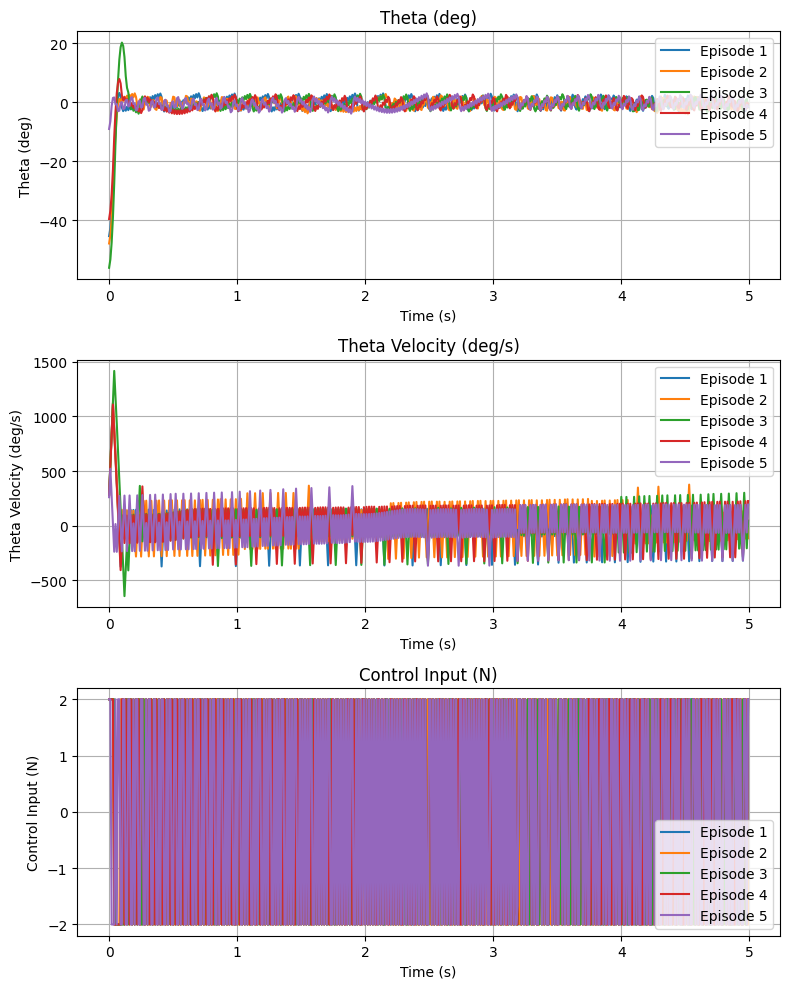 Theta (deg)
20
0
−20
−40
Theta (deg)
Episode 1
Episode 2
Episode 3
Episode 4
Episode 5
0 1 2 3 4 5
Time (s)
Theta Velocity (deg/s)
1500
1000
500
0
−500
Theta Velocity (deg/s)
Episode 1
Episode 2
Episode 3
Episode 4
Episode 5
0 1 2 3 4 5
Time (s)
Control Input (N)
2
1
0
−1
−2
Control Input (N)
Episode 1
Episode 2
Episode 3
Episode 4
Episode 5
0 1 2 3 4 5
Time (s)